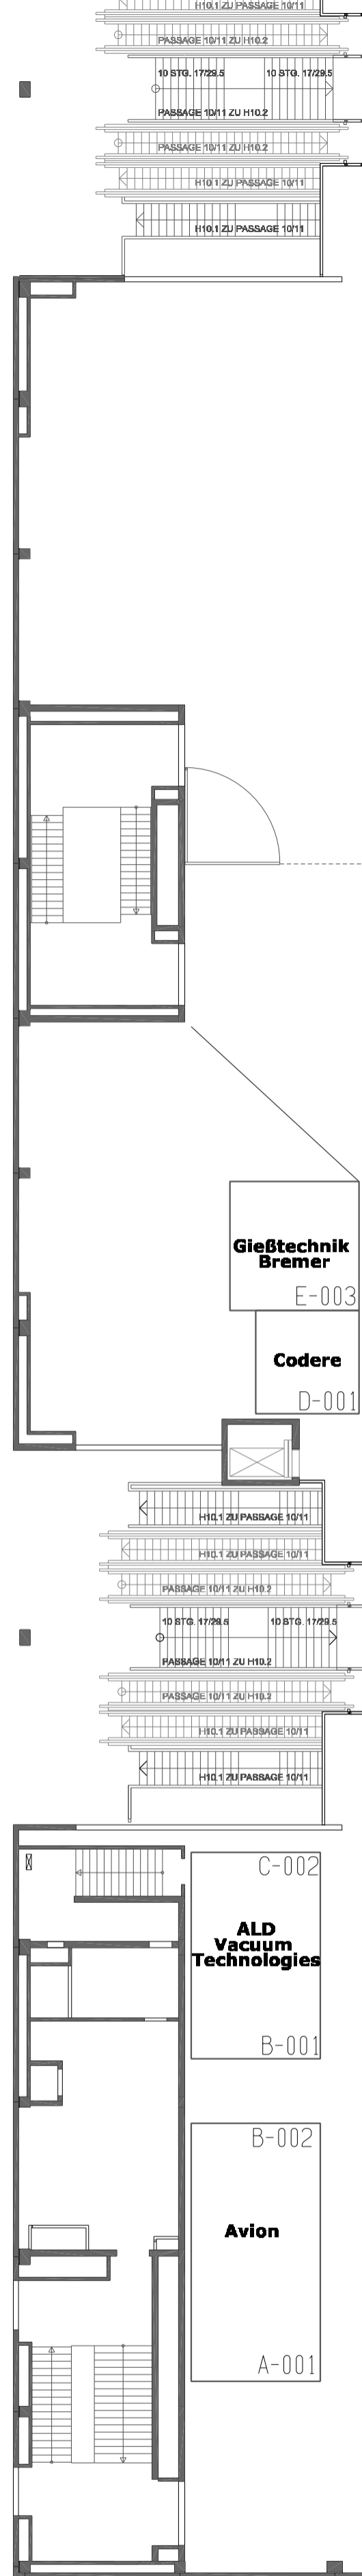 H10.1 ZU PASSAGE 10/11
PASSAGE 10/11 ZU H10.2
10 STG. 17/29.5 10 STG. 17/29.5
PASSAGE 10/11 ZU H10.2
PASSAGE 10/11 ZU H10.2
H10.1 ZU PASSAGE 10/11
H10.1 ZU PASSAGE 10/11
Gießtechnik
Bremer
E-003
Codere
D-001
H10.1 ZU PASSAGE 10/11
H10.1 ZU PASSAGE 10/11
PASSAGE 10/11 ZU H10.2
10 STG. 17/29.5 10 STG. 17/29.5
PASSAGE 10/11 ZU H10.2
PASSAGE 10/11 ZU H10.2
H10.1 ZU PASSAGE 10/11
H10.1 ZU PASSAGE 10/11
C-002
ALD
Vacuum
Technologies
B-001
B-002
Avion
A-001